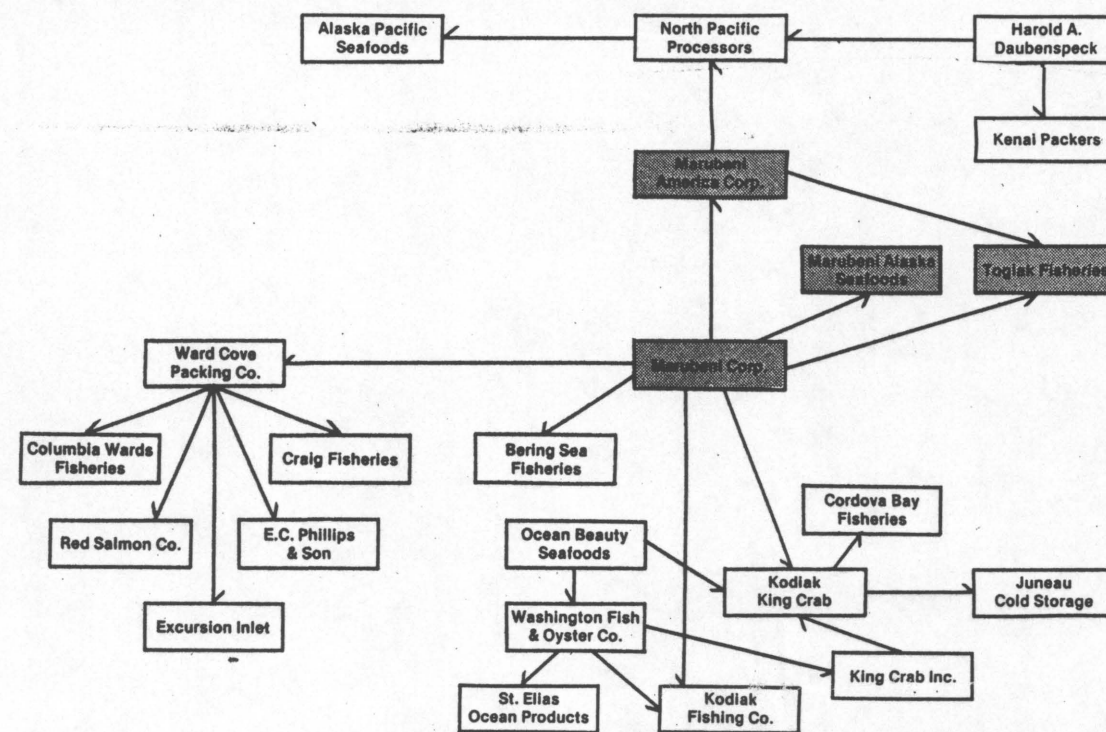 Alaska Pacific
Seafoods
North Pacific
Processors
Harold A.
Daubenspeck
Kenai Packers
Marubeni
America Corp.
Marubeni Alaska
Seafoods
Togiak Fisheries
Ward Cove
Packing Co.
Marubeni Corp.
Columbia Wards
Fisheries
Craig Fisheries
Bering Sea
Fisheries
Red Salmon Co.
E.C. Phillips
& Son
Ocean Beauty
Seafoods
Cordova Bay
Fisheries
Kodiak
King Crab
Juneau
Cold Storage
Excursion Inlet
Washington Fish
& Oyster Co.
King Crab Inc.
St. Elias
Ocean Products
Kodiak
Fishing Co.